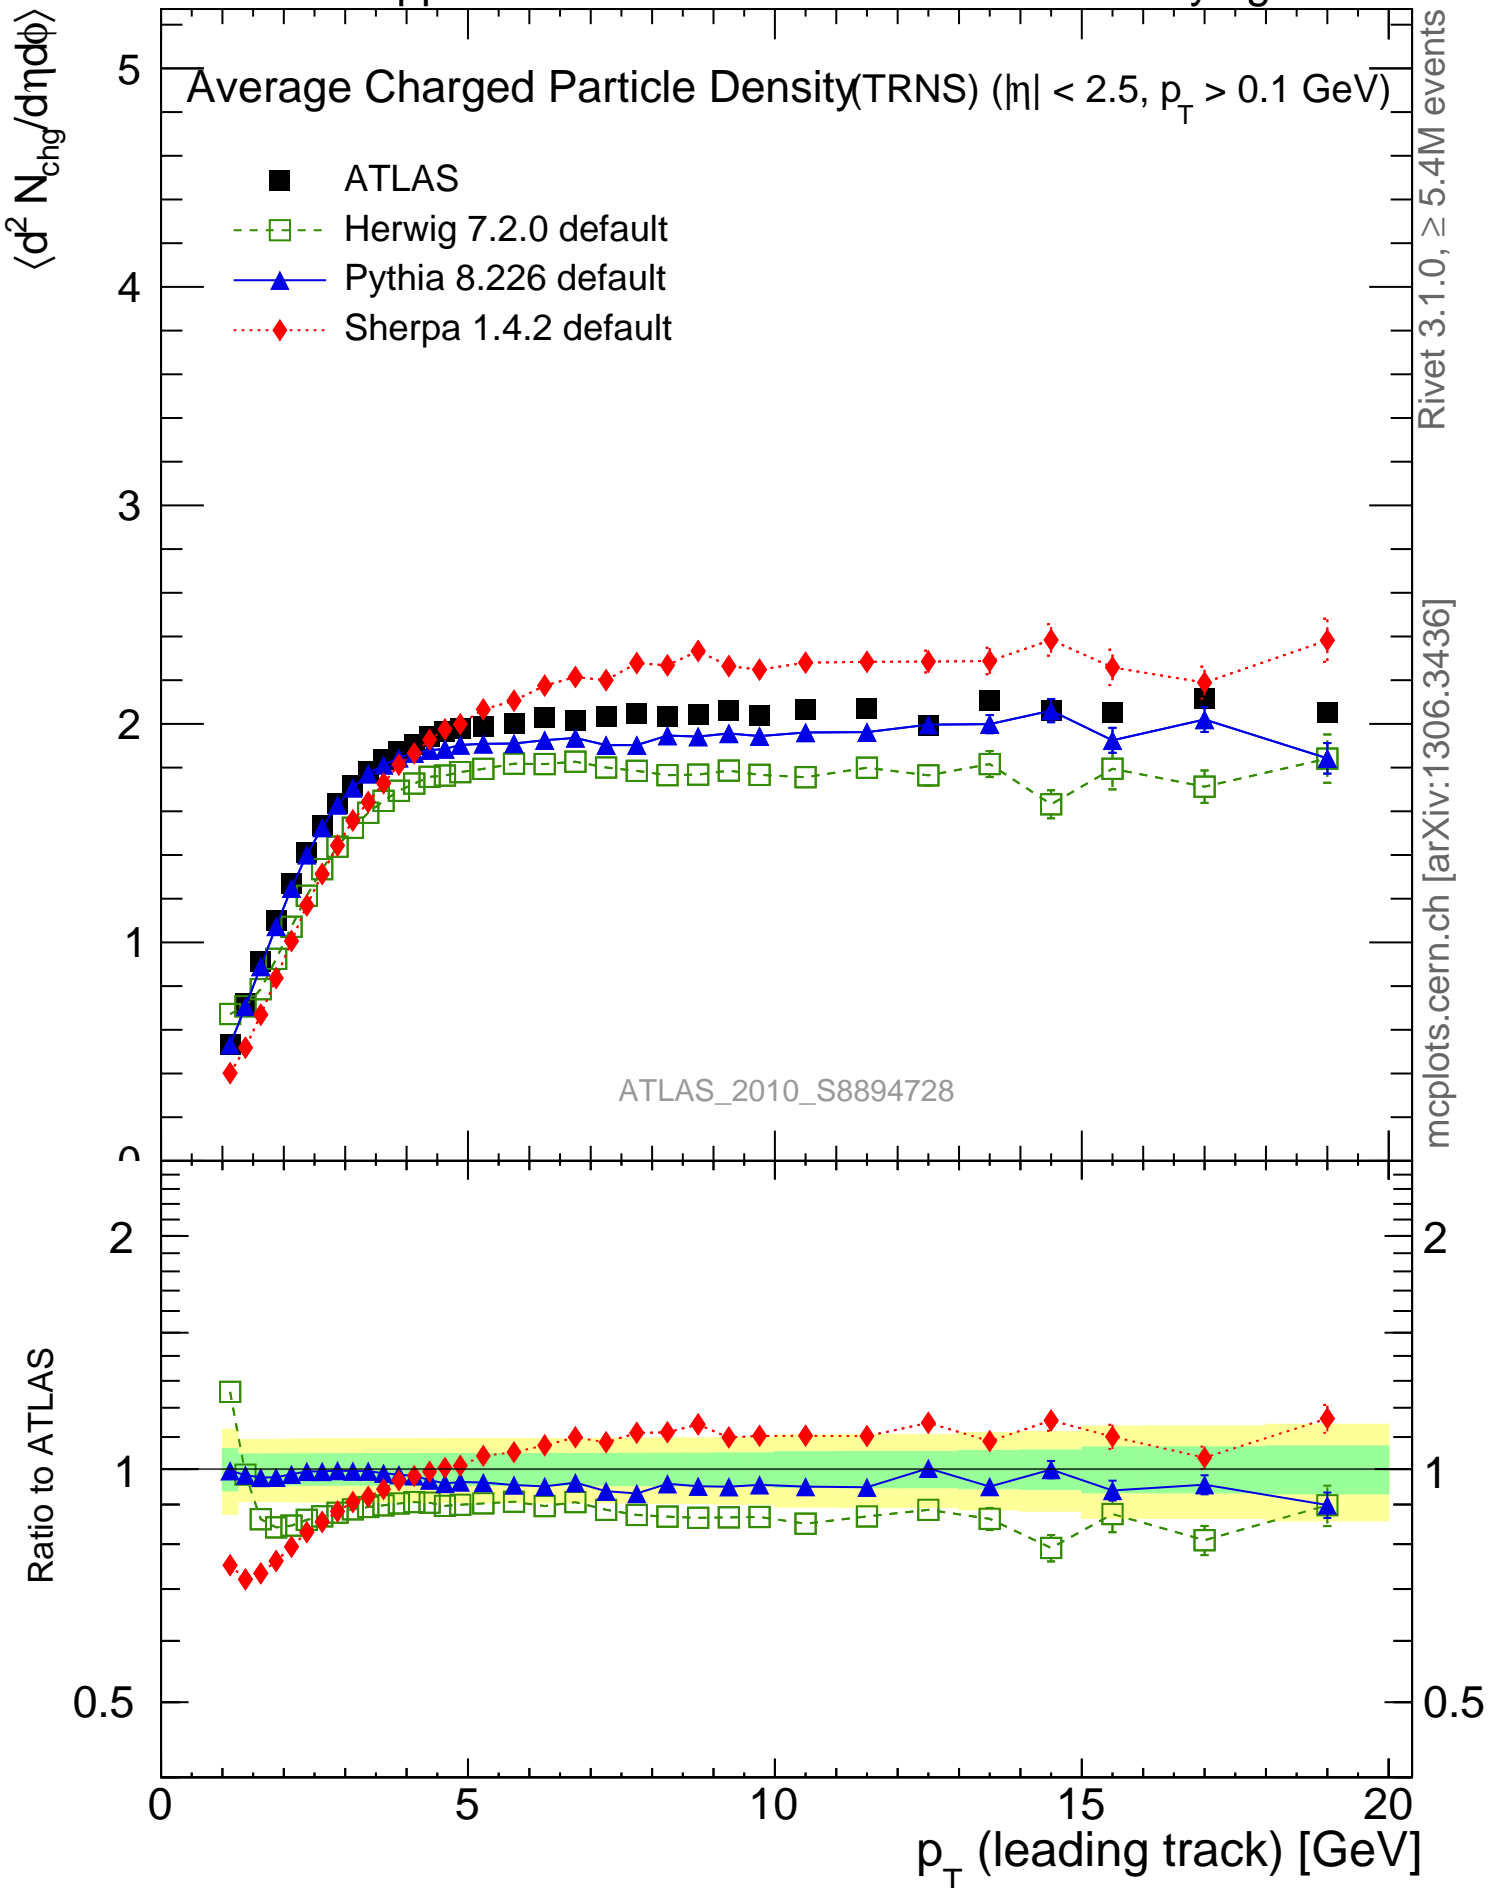 ⟨d² N_chg/dηdϕ⟩
Average Charged Particle Density(TRNS) (|η| < 2.5, p_T > 0.1 GeV)
ATLAS
Herwig 7.2.0 default
Pythia 8.226 default
Sherpa 1.4.2 default
5
4
3
2
1
0
ATLAS_2010_S8894728
Rivet 3.1.0, ≥ 5.4M events
mcplots.cern.ch [arXiv:1306.3436]
Ratio to ATLAS
2
1
0.5
2
1
0.5
0 5 10 15 20
p_T (leading track) [GeV]